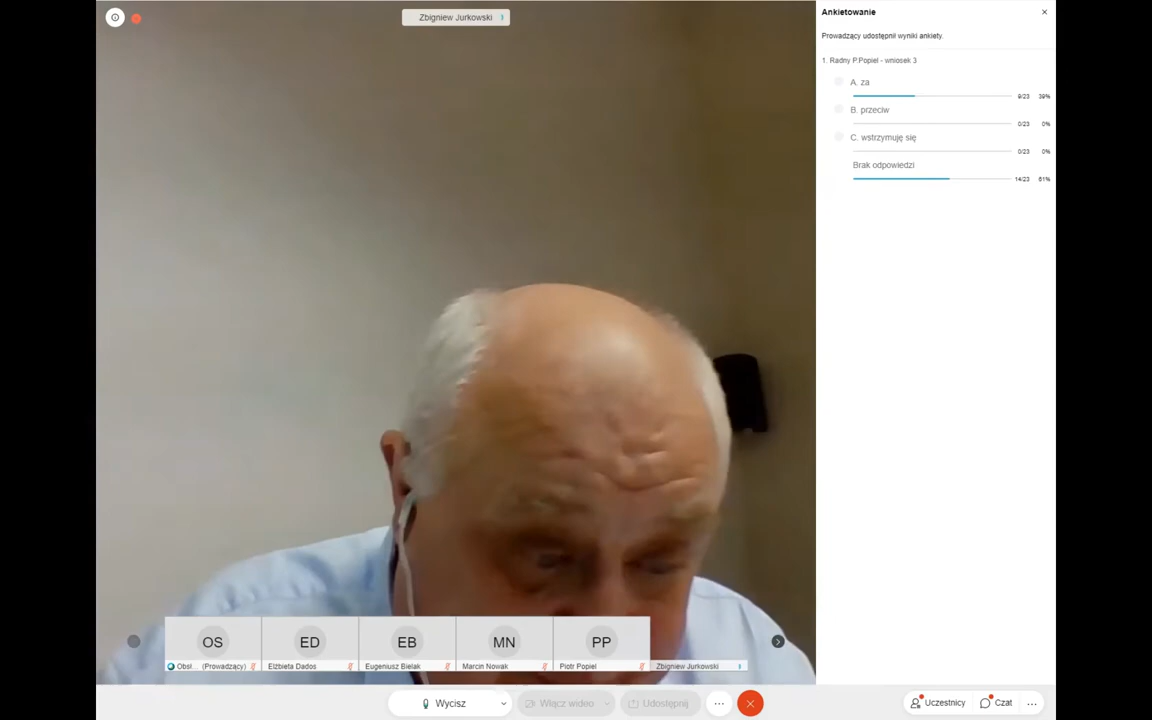 Zbigniew Jurkowski
Ankietowanie
Prowadzący udostępnił wyniki ankiety.
1. Radny P.Popiel - wniosek 3
A. za
9/23 39%
B. przeciw
0/23 0%
C. wstrzymuję się
0/23 0%
Brak odpowiedzi
14/23 61%
OS
ED
EB
MN
PP
Obsł... (Prowadzący)
Elżbieta Dados
Eugeniusz Bielak
Marcin Nowak
Piotr Popiel
Zbigniew Jurkowski
Wycisz
Włącz wideo
Udostępnij
Uczestnicy
Czat